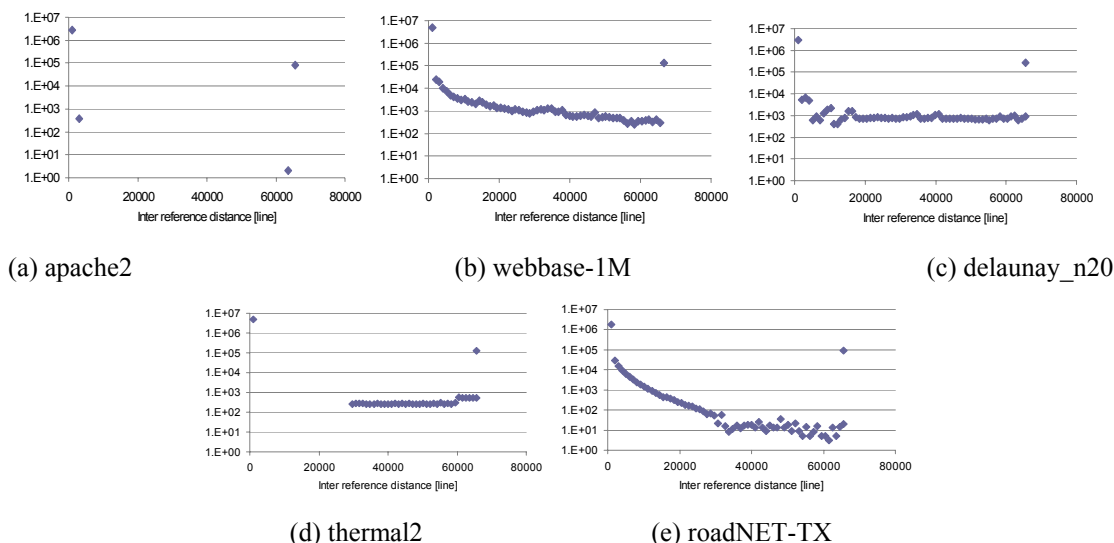 1.E+07
1.E+06
1.E+05
1.E+04
1.E+03
1.E+02
1.E+01
1.E+00
0 20000 40000 60000 80000
Inter reference distance [line]
(a) apache2
1.E+07
1.E+06
1.E+05
1.E+04
1.E+03
1.E+02
1.E+01
1.E+00
0 20000 40000 60000 80000
Inter reference distance [line]
(b) webbase-1M
1.E+07
1.E+06
1.E+05
1.E+04
1.E+03
1.E+02
1.E+01
1.E+00
0 20000 40000 60000 80000
Inter reference distance [line]
(c) delaunay_n20
1.E+07
1.E+06
1.E+05
1.E+04
1.E+03
1.E+02
1.E+01
1.E+00
0 20000 40000 60000 80000
Inter reference distance [line]
(d) thermal2
1.E+07
1.E+06
1.E+05
1.E+04
1.E+03
1.E+02
1.E+01
1.E+00
0 20000 40000 60000 80000
Inter reference distance [line]
(e) roadNET-TX